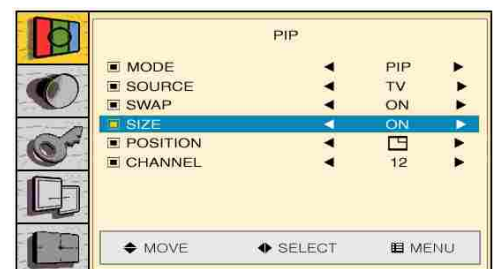 PIP
MODE PIP
SOURCE TV
SWAP ON
SIZE ON
POSITION
CHANNEL 12
MOVE SELECT MENU